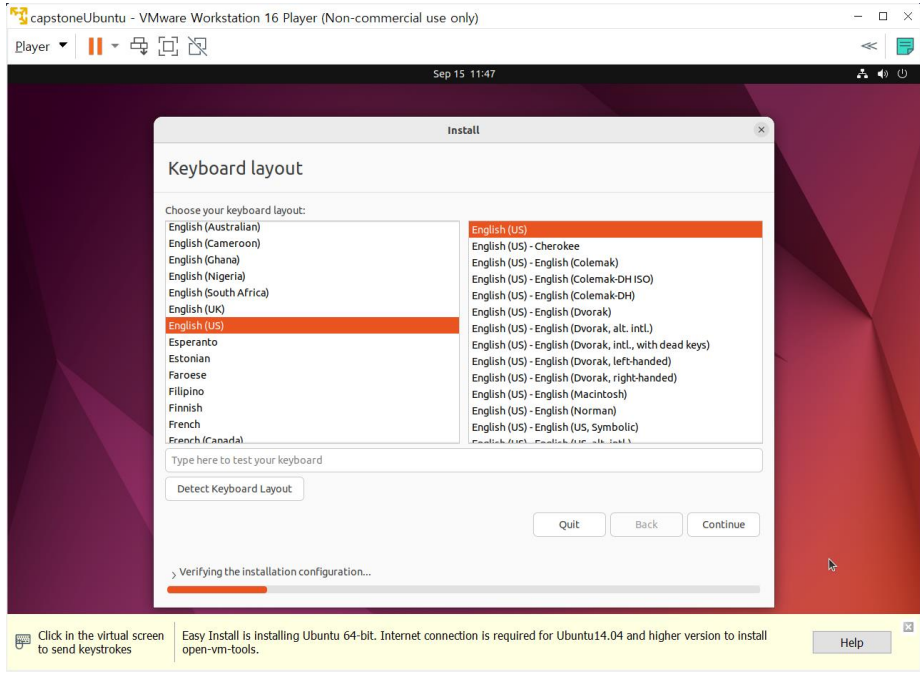 capstoneUbuntu - VMware Workstation 16 Player (Non-commercial use only)
Player
Sep 15 11:47
Install
Keyboard layout
Choose your keyboard layout:
English (Australian)
English (Cameroon)
English (Ghana)
English (Nigeria)
English (South Africa)
English (UK)
English (US)
Esperanto
Estonian
Faroese
Filipino
Finnish
French
French (Canada)
English (US)
English (US) - Cherokee
English (US) - English (Colemak)
English (US) - English (Colemak-DH ISO)
English (US) - English (Colemak-DH)
English (US) - English (Dvorak)
English (US) - English (Dvorak, alt. intl.)
English (US) - English (Dvorak, intl., with dead keys)
English (US) - English (Dvorak, left-handed)
English (US) - English (Dvorak, right-handed)
English (US) - English (Macintosh)
English (US) - English (Norman)
English (US) - English (US, Symbolic)
English (US) - English (US, alt. intl.)
Type here to test your keyboard
Detect Keyboard Layout
Quit
Back
Continue
Verifying the installation configuration...
Click in the virtual screen
to send keystrokes
Easy Install is installing Ubuntu 64-bit. Internet connection is required for Ubuntu14.04 and higher version to install
open-vm-tools.
Help